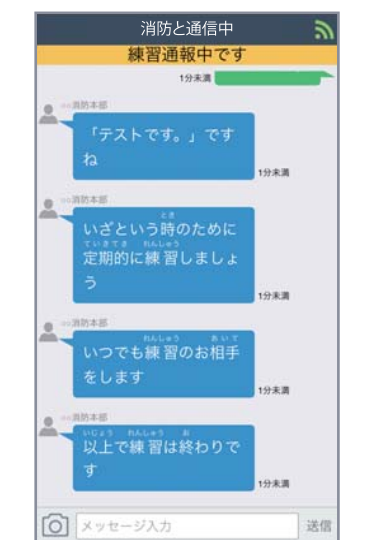 消防と通信中
練習通報中です
1分未満
消防本部
「テストです。」です
ね
1分未満
消防本部
いざという時のために
とき
定期的に練習しましょ
ていきてき れんしゅう
う
1分未満
消防本部
いつでも練習のお相手
れんしゅう あいて
をします
1分未満
消防本部
以上で練習は終わりで
いじょう れんしゅう お
す
1分未満
メッセージ入力
送信